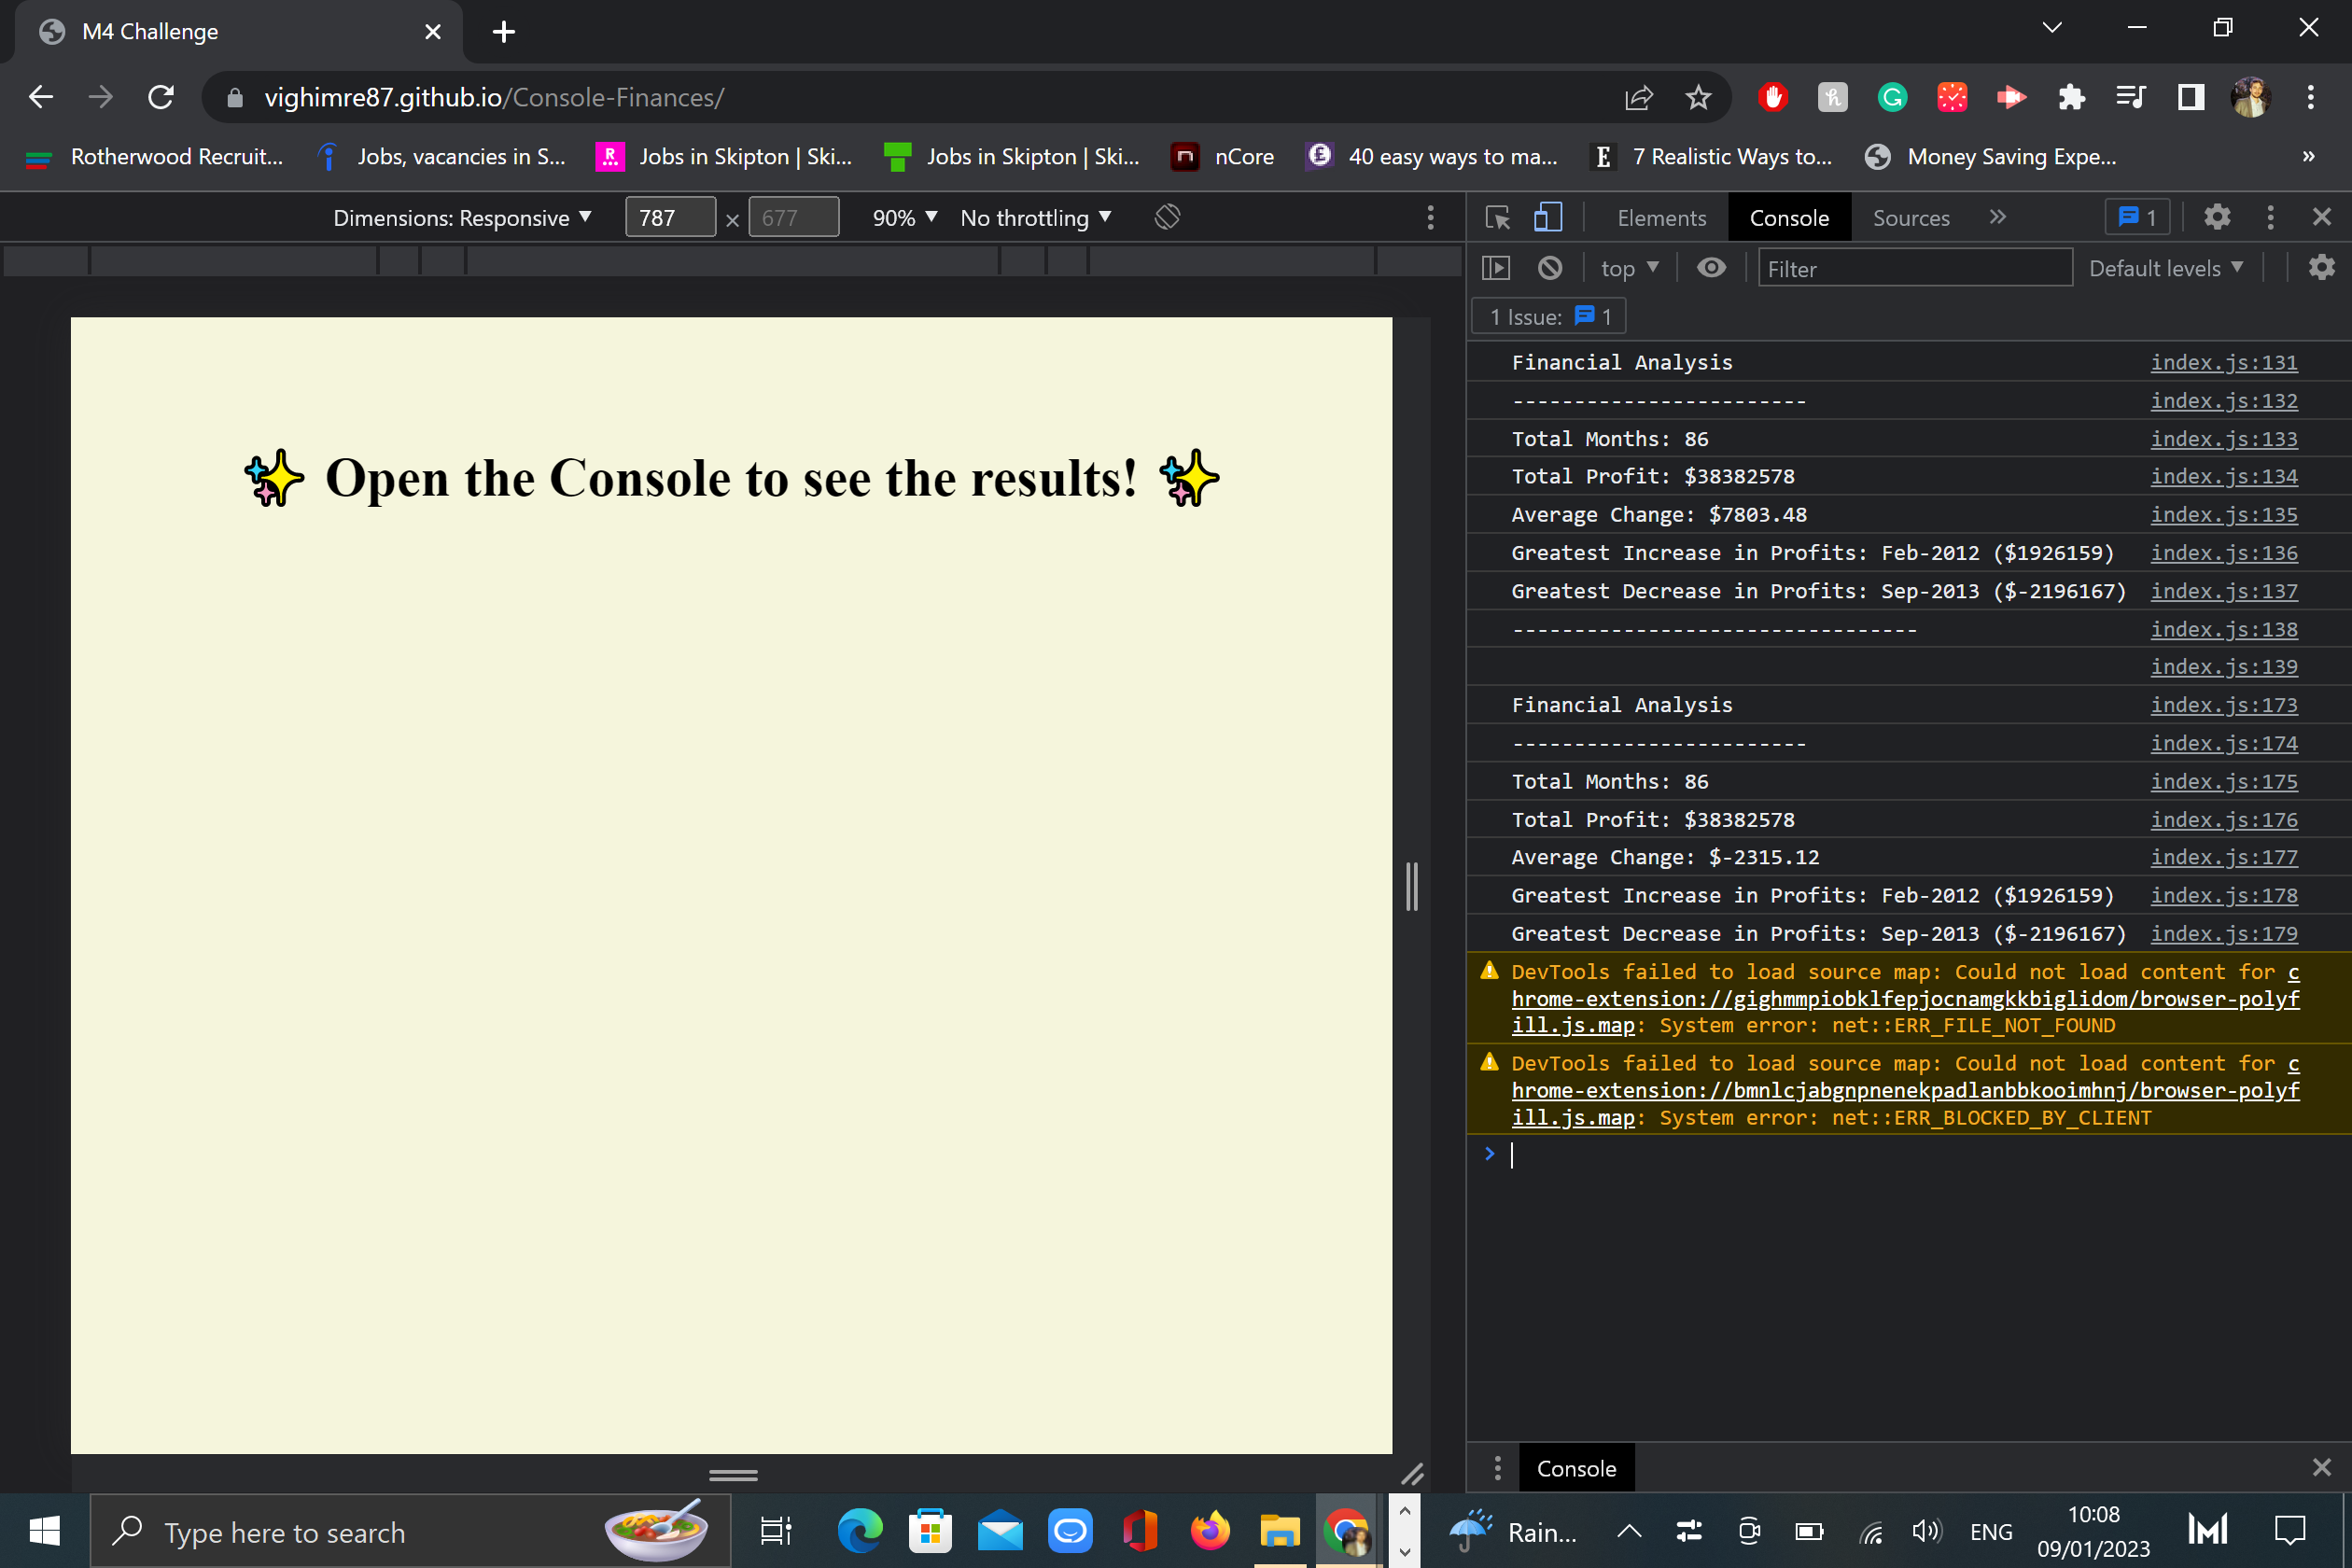 M4 Challenge
vighimre87.github.io/Console-Finances/
Rotherwood Recruit... Jobs, vacancies in S... Jobs in Skipton | Ski... Jobs in Skipton | Ski... nCore 40 easy ways to ma... 7 Realistic Ways to... Money Saving Expe... »
Dimensions: Responsive 787 × 677 90% No throttling
Elements Console Sources » 1
top Filter Default levels
1 Issue: 1
✨ Open the Console to see the results! ✨
Financial Analysis index.js:131
------------------------ index.js:132
Total Months: 86 index.js:133
Total Profit: $38382578 index.js:134
Average Change: $7803.48 index.js:135
Greatest Increase in Profits: Feb-2012 ($1926159) index.js:136
Greatest Decrease in Profits: Sep-2013 ($-2196167) index.js:137
--------------------------------- index.js:138
index.js:139
Financial Analysis index.js:173
------------------------ index.js:174
Total Months: 86 index.js:175
Total Profit: $38382578 index.js:176
Average Change: $-2315.12 index.js:177
Greatest Increase in Profits: Feb-2012 ($1926159) index.js:178
Greatest Decrease in Profits: Sep-2013 ($-2196167) index.js:179
DevTools failed to load source map: Could not load content for c
hrome-extension://gighmmpiobklfepjocnamgkkbiglidom/browser-polyf
ill.js.map: System error: net::ERR_FILE_NOT_FOUND
DevTools failed to load source map: Could not load content for c
hrome-extension://bmnlcjabgnpnenekpadlanbbkooimhnj/browser-polyf
ill.js.map: System error: net::ERR_BLOCKED_BY_CLIENT
>
Console
Type here to search
Rain... ENG
10:08
09/01/2023